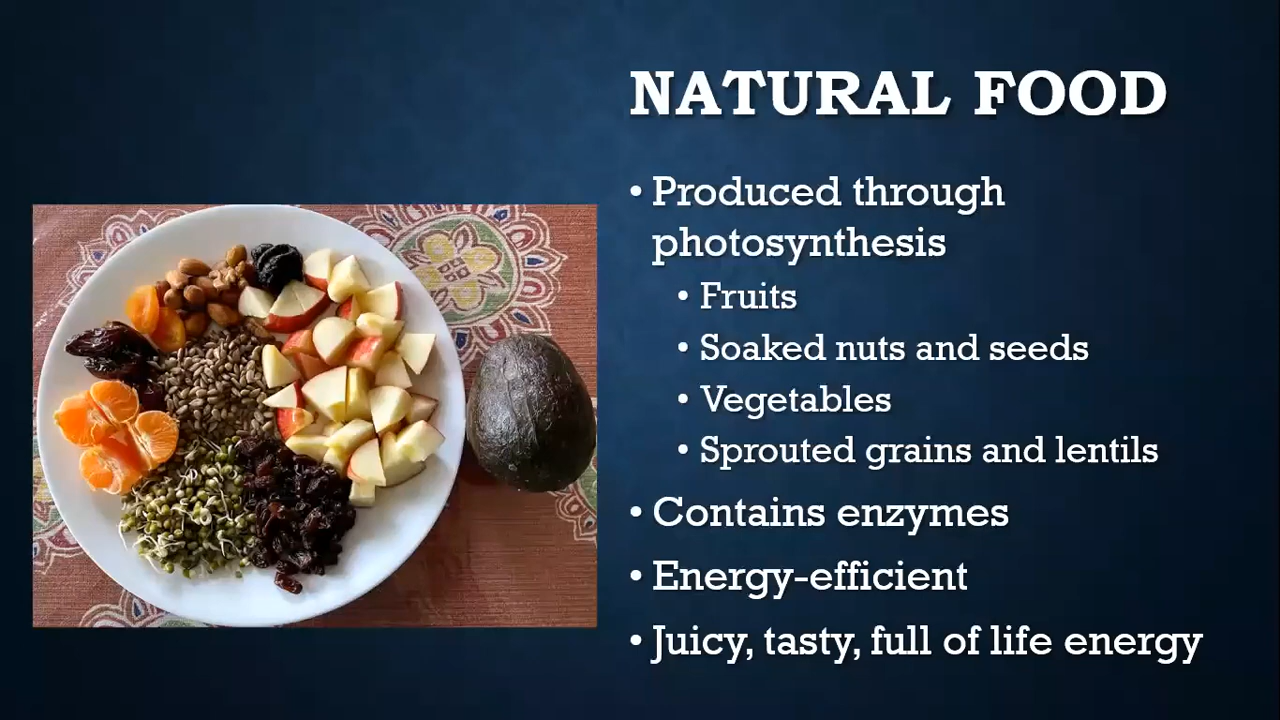 NATURAL FOOD
• Produced through
photosynthesis
• Fruits
• Soaked nuts and seeds
• Vegetables
• Sprouted grains and lentils
• Contains enzymes
• Energy-efficient
• Juicy, tasty, full of life energy